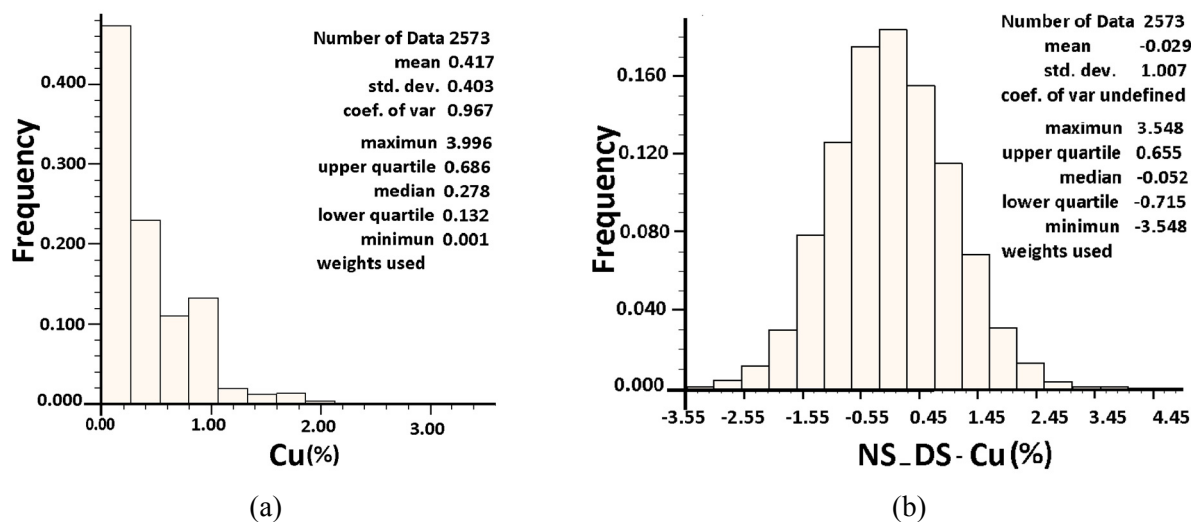 Number of Data 2573
mean 0.417
std. dev. 0.403
coef. of var 0.967
maximun 3.996
upper quartile 0.686
median 0.278
lower quartile 0.132
minimun 0.001
weights used
Frequency
0.400
0.300
0.200
0.100
0.000
0.00 1.00 2.00 3.00
Cu(%)
(a)
Number of Data 2573
mean -0.029
std. dev. 1.007
coef. of var undefined
maximun 3.548
upper quartile 0.655
median -0.052
lower quartile -0.715
minimun -3.548
weights used
Frequency
0.160
0.120
0.080
0.040
0.000
-3.55 -2.55 -1.55 -0.55 0.45 1.45 2.45 3.45 4.45
NS_DS - Cu(%)
(b)